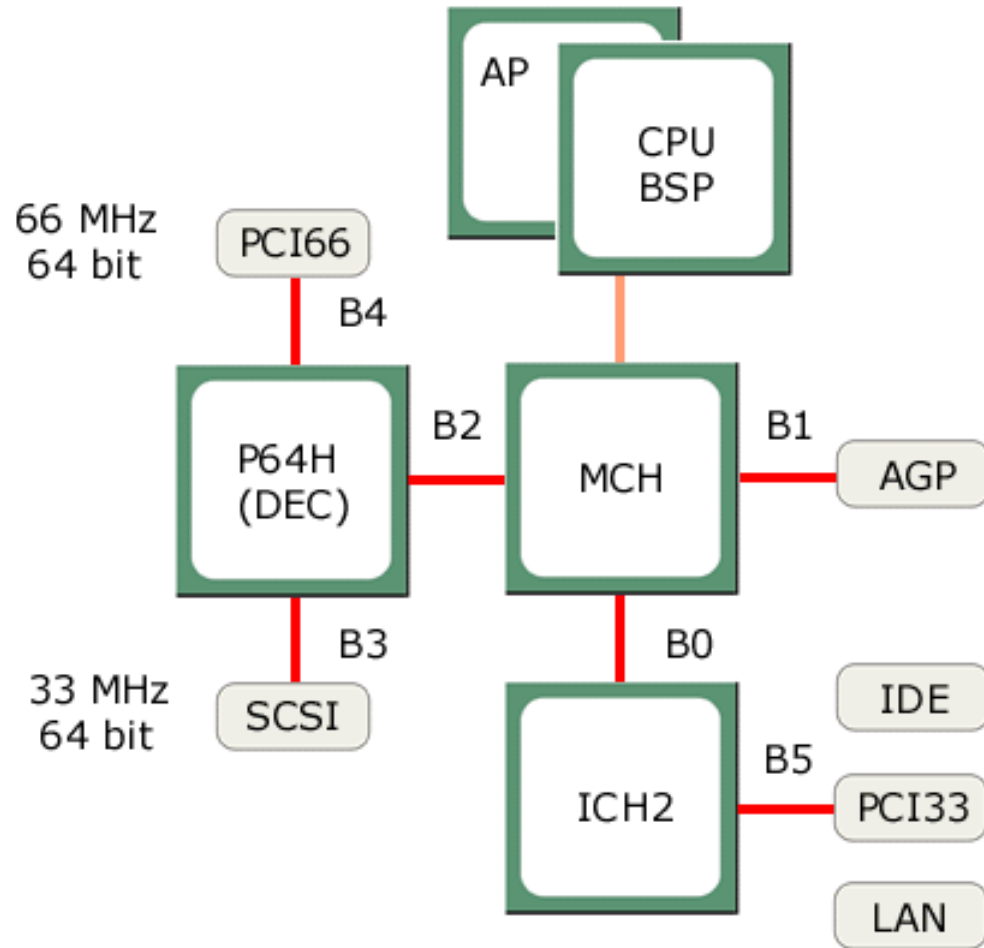 AP
CPU
BSP
66 MHz
64 bit
PCI66
B4
P64H
(DEC)
B2
MCH
B1
AGP
B3
33 MHz
64 bit
SCSI
B0
ICH2
B5
IDE
PCI33
LAN